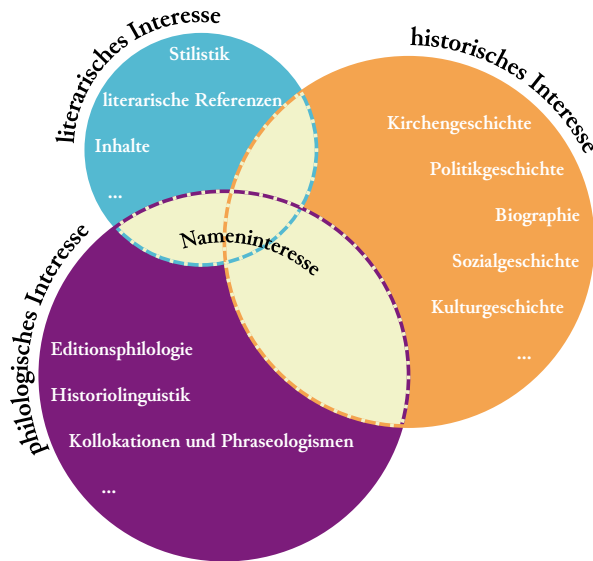 literarisches Interesse
Stilistik
literarische Referenzen
Inhalte
...
historisches Interesse
Kirchengeschichte
Politikgeschichte
Biographie
Sozialgeschichte
Kulturgeschichte
...
Nameninteresse
philologisches Interesse
Editionsphilologie
Historiolinguistik
Kollokationen und Phraseologismen
...